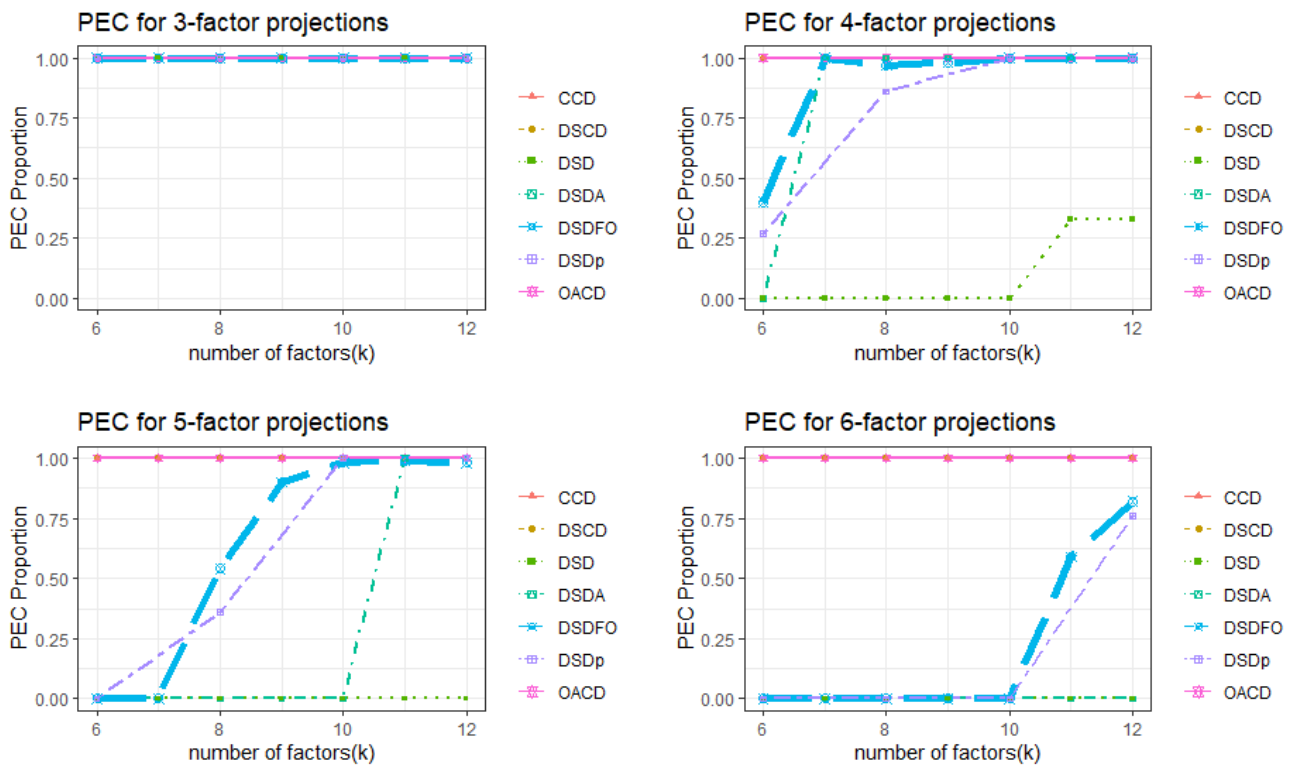 PEC for 3-factor projections
PEC Proportion
1.00
0.75
0.50
0.25
0.00
6 8 10 12
number of factors(k)
CCD
DSCD
DSD
DSDA
DSDFO
DSDp
OACD
PEC for 4-factor projections
PEC Proportion
1.00
0.75
0.50
0.25
0.00
6 8 10 12
number of factors(k)
CCD
DSCD
DSD
DSDA
DSDFO
DSDp
OACD
PEC for 5-factor projections
PEC Proportion
1.00
0.75
0.50
0.25
0.00
6 8 10 12
number of factors(k)
CCD
DSCD
DSD
DSDA
DSDFO
DSDp
OACD
PEC for 6-factor projections
PEC Proportion
1.00
0.75
0.50
0.25
0.00
6 8 10 12
number of factors(k)
CCD
DSCD
DSD
DSDA
DSDFO
DSDp
OACD